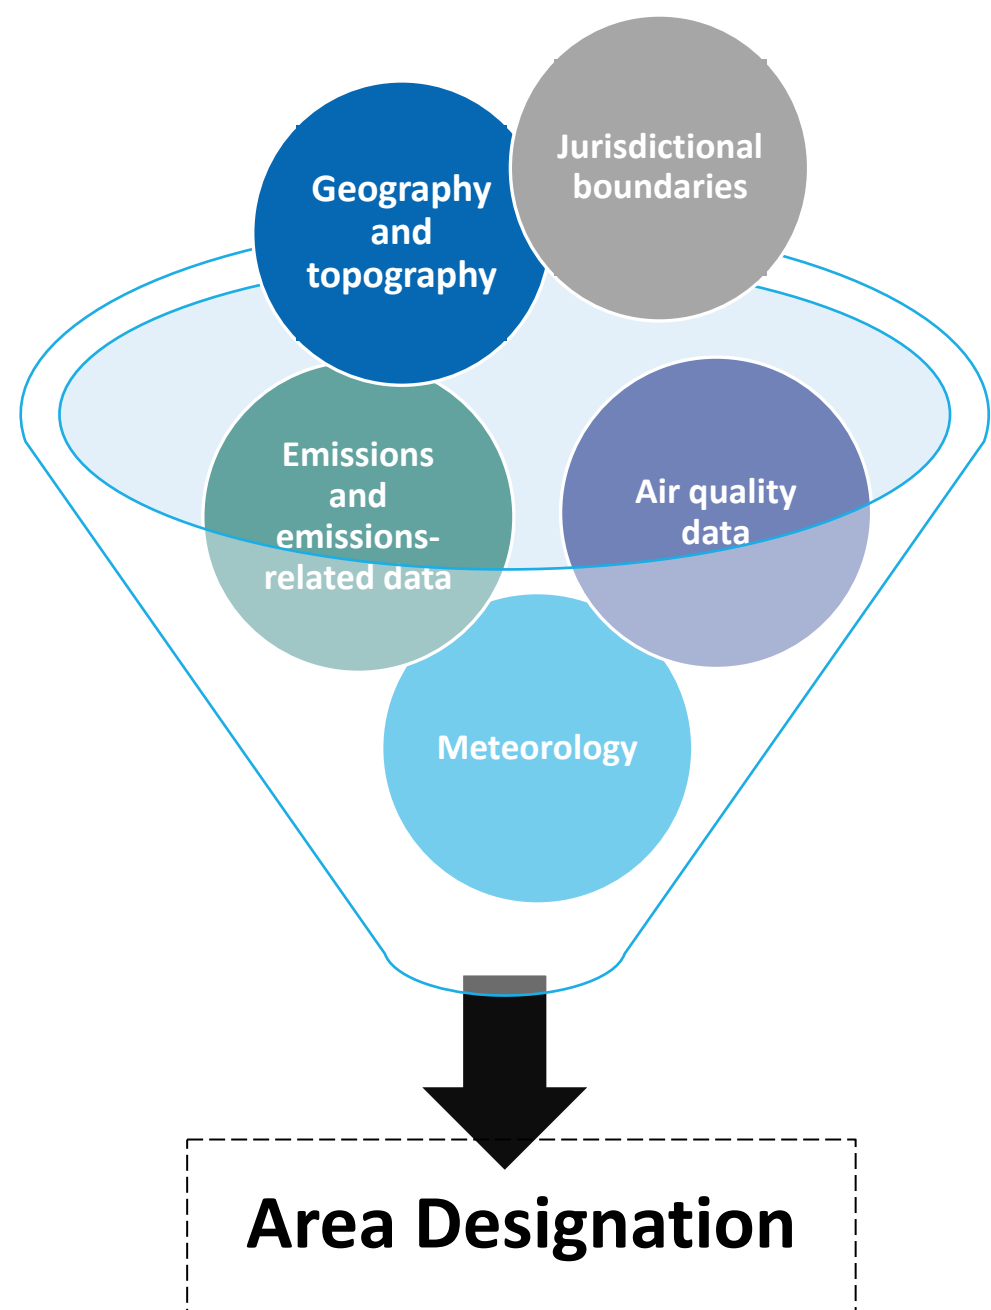 Jurisdictional
boundaries
Geography
and
topography
Emissions
and
emissions-
related data
Air quality
data
Meteorology
Area Designation